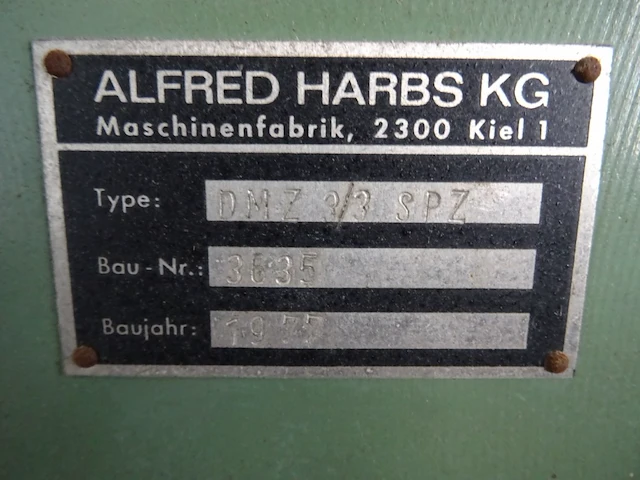 ALFRED HARBS KG
Maschinenfabrik, 2300 Kiel 1
Type: DMZ 3/3 SPZ
Bau-Nr.: 3635
Baujahr: 1975